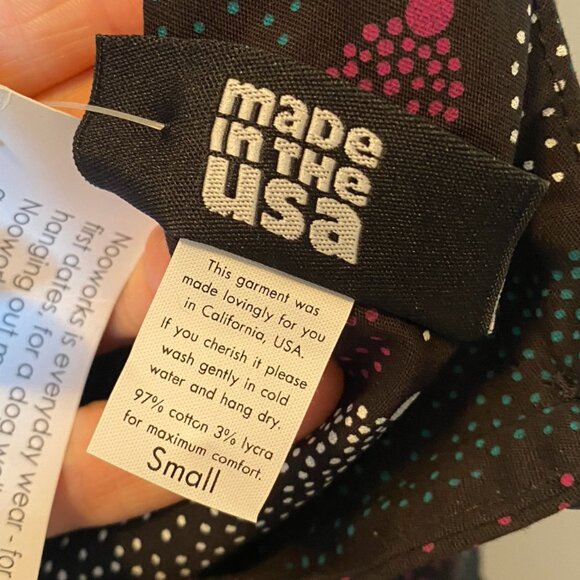 made
in the
usa
This garment was
made lovingly for you
in California, USA.
If you cherish it please
wash gently in cold
water and hang dry.
97% cotton 3% lycra
for maximum comfort.
Small
Nooworks is everyday wear - for
first dates, for a dog
hanging out